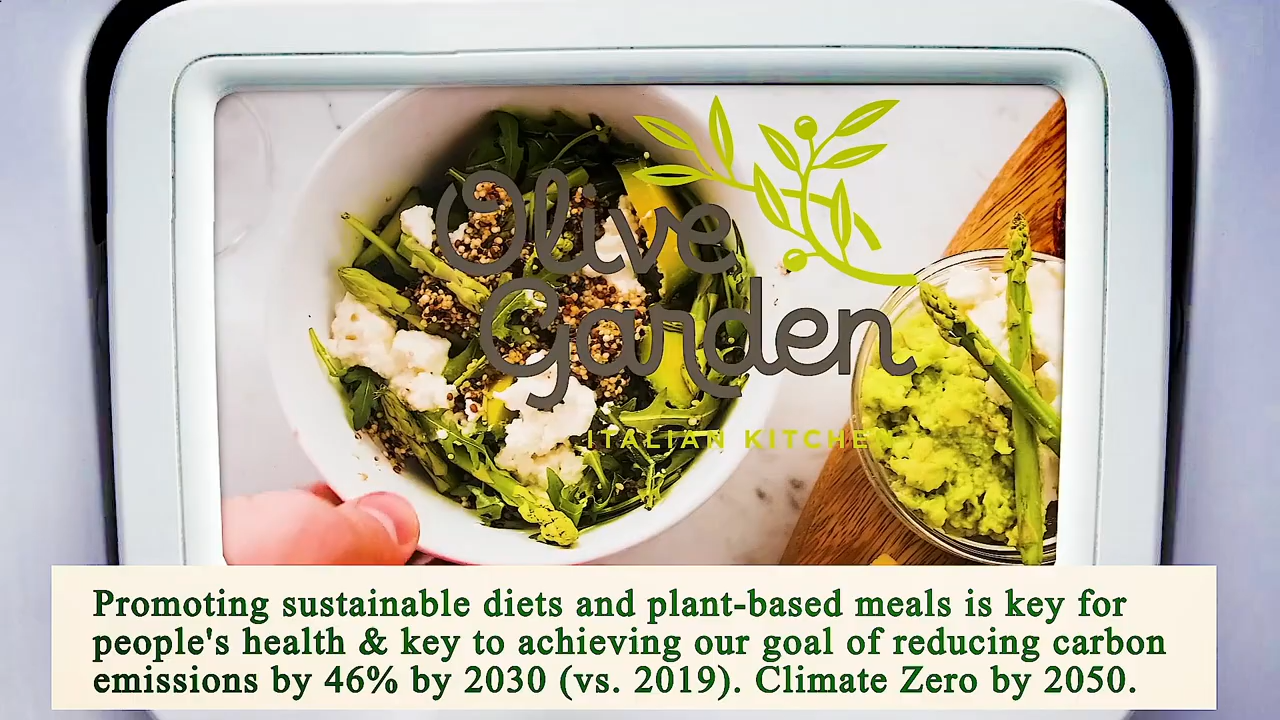 Olive
Garden
ITALIAN KITCHEN
Promoting sustainable diets and plant-based meals is key for
people's health & key to achieving our goal of reducing carbon
emissions by 46% by 2030 (vs. 2019). Climate Zero by 2050.